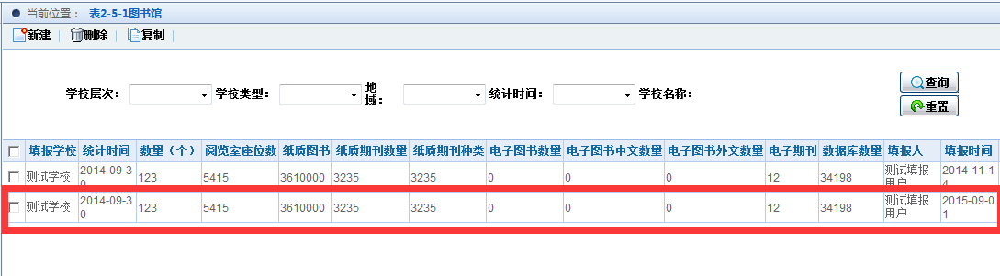 当前位置： 表2-5-1图书馆
新建 删除 复制
学校层次： 学校类型： 地域： 统计时间： 学校名称： 查询
重置
填报学校 统计时间 数量（个） 阅览室座位数 纸质图书 纸质期刊数量 纸质期刊种类 电子图书数量 电子图书中文数量 电子图书外文数量 电子期刊 数据库数量 填报人 填报时间
测试学校 2014-09-30 123 5415 3610000 3235 3235 0 0 0 12 34198 测试填报用户 2014-11-14
测试学校 2014-09-30 123 5415 3610000 3235 3235 0 0 0 12 34198 测试填报用户 2015-09-01